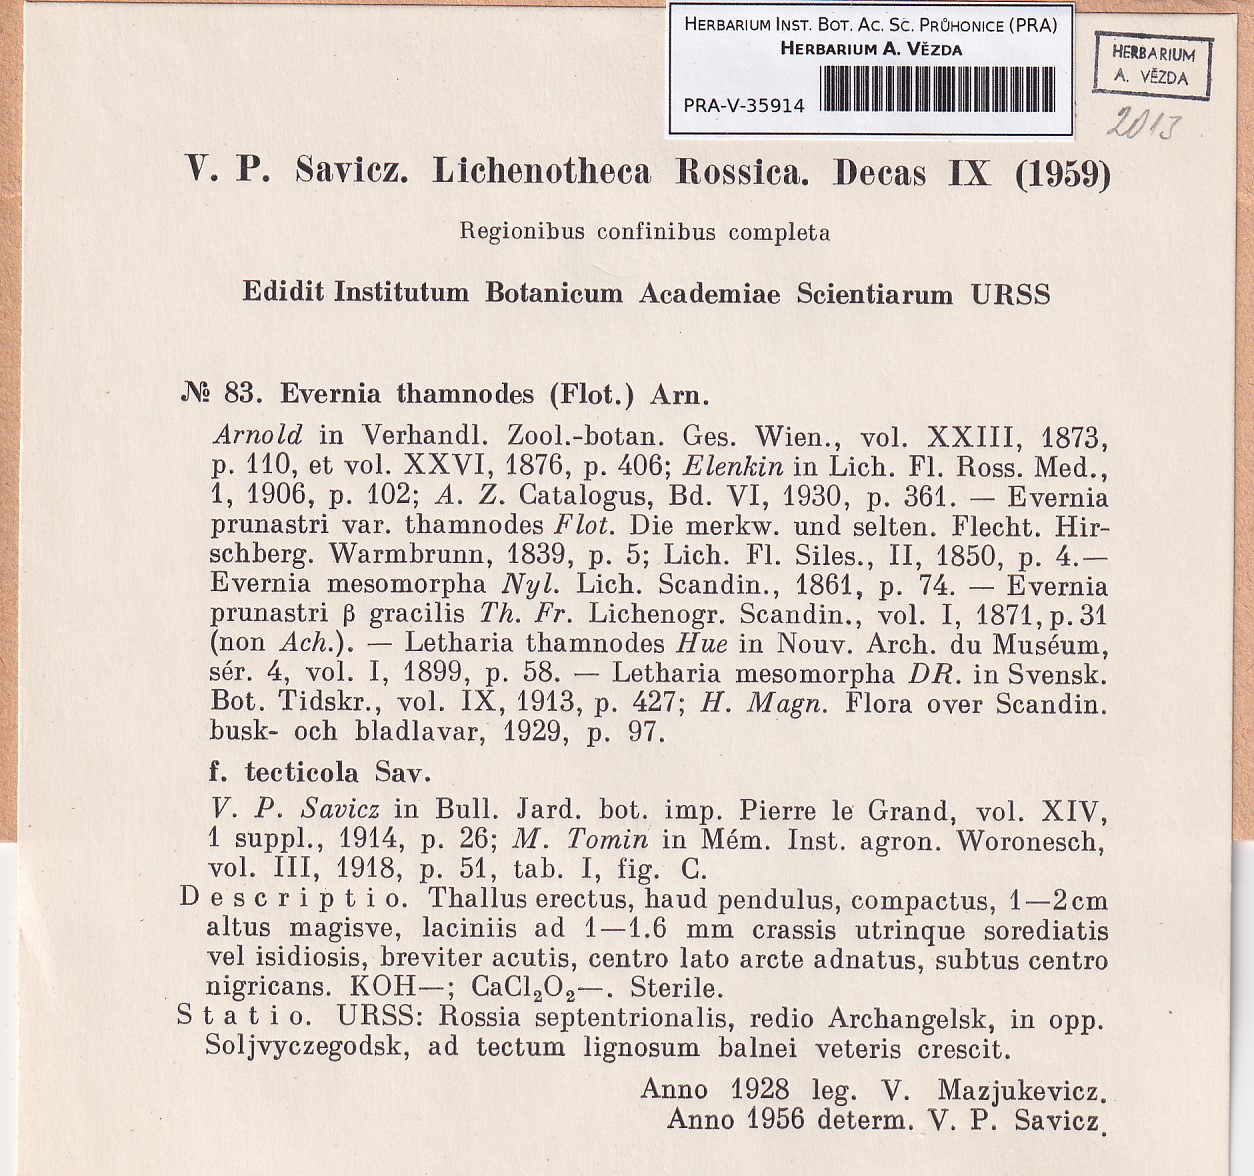 HERBARIUM INST. BOT. AC. SC. PRŮHONICE (PRA)
HERBARIUM A. VĚZDA
PRA-V-35914
HERBARIUM
A. VĚZDA
2013
V. P. Savicz. Lichenotheca Rossica. Decas IX (1959)
Regionibus confinibus completa
Edidit Institutum Botanicum Academiae Scientiarum URSS
№ 83. Evernia thamnodes (Flot.) Arn.
Arnold in Verhandl. Zool.-botan. Ges. Wien., vol. XXIII, 1873,
p. 110, et vol. XXVI, 1876, p. 406; Elenkin in Lich. Fl. Ross. Med.,
1, 1906, p. 102; A. Z. Catalogus, Bd. VI, 1930, p. 361. — Evernia
prunastri var. thamnodes Flot. Die merkw. und selten. Flecht. Hir-
schberg. Warmbrunn, 1839, p. 5; Lich. Fl. Siles., II, 1850, p. 4.—
Evernia mesomorpha Nyl. Lich. Scandin., 1861, p. 74. — Evernia
prunastri β gracilis Th. Fr. Lichenogr. Scandin., vol. I, 1871, p. 31
(non Ach.). — Letharia thamnodes Hue in Nouv. Arch. du Muséum,
sér. 4, vol. I, 1899, p. 58. — Letharia mesomorpha DR. in Svensk.
Bot. Tidskr., vol. IX, 1913, p. 427; H. Magn. Flora over Scandin.
busk- och bladlavar, 1929, p. 97.
f. tecticola Sav.
V. P. Savicz in Bull. Jard. bot. imp. Pierre le Grand, vol. XIV,
1 suppl., 1914, p. 26; M. Tomin in Mém. Inst. agron. Woronesch,
vol. III, 1918, p. 51, tab. I, fig. C.
Descriptio. Thallus erectus, haud pendulus, compactus, 1—2 cm
altus magisve, laciniis ad 1—1.6 mm crassis utrinque sorediatis
vel isidiosis, breviter acutis, centro lato arcte adnatus, subtus centro
nigricans. KOH—; CaCl₂O₂—. Sterile.
Statio. URSS: Rossia septentrionalis, redio Archangelsk, in opp.
Soljvyczegodsk, ad tectum lignosum balnei veteris crescit.
Anno 1928 leg. V. Mazjukevicz.
Anno 1956 determ. V. P. Savicz.